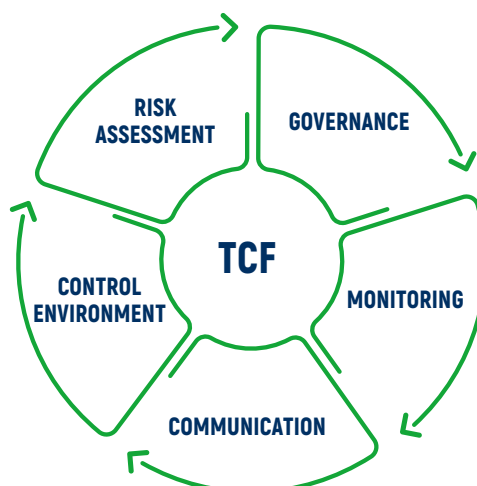 RISK
ASSESSMENT
GOVERNANCE
TCF
CONTROL
ENVIRONMENT
MONITORING
COMMUNICATION